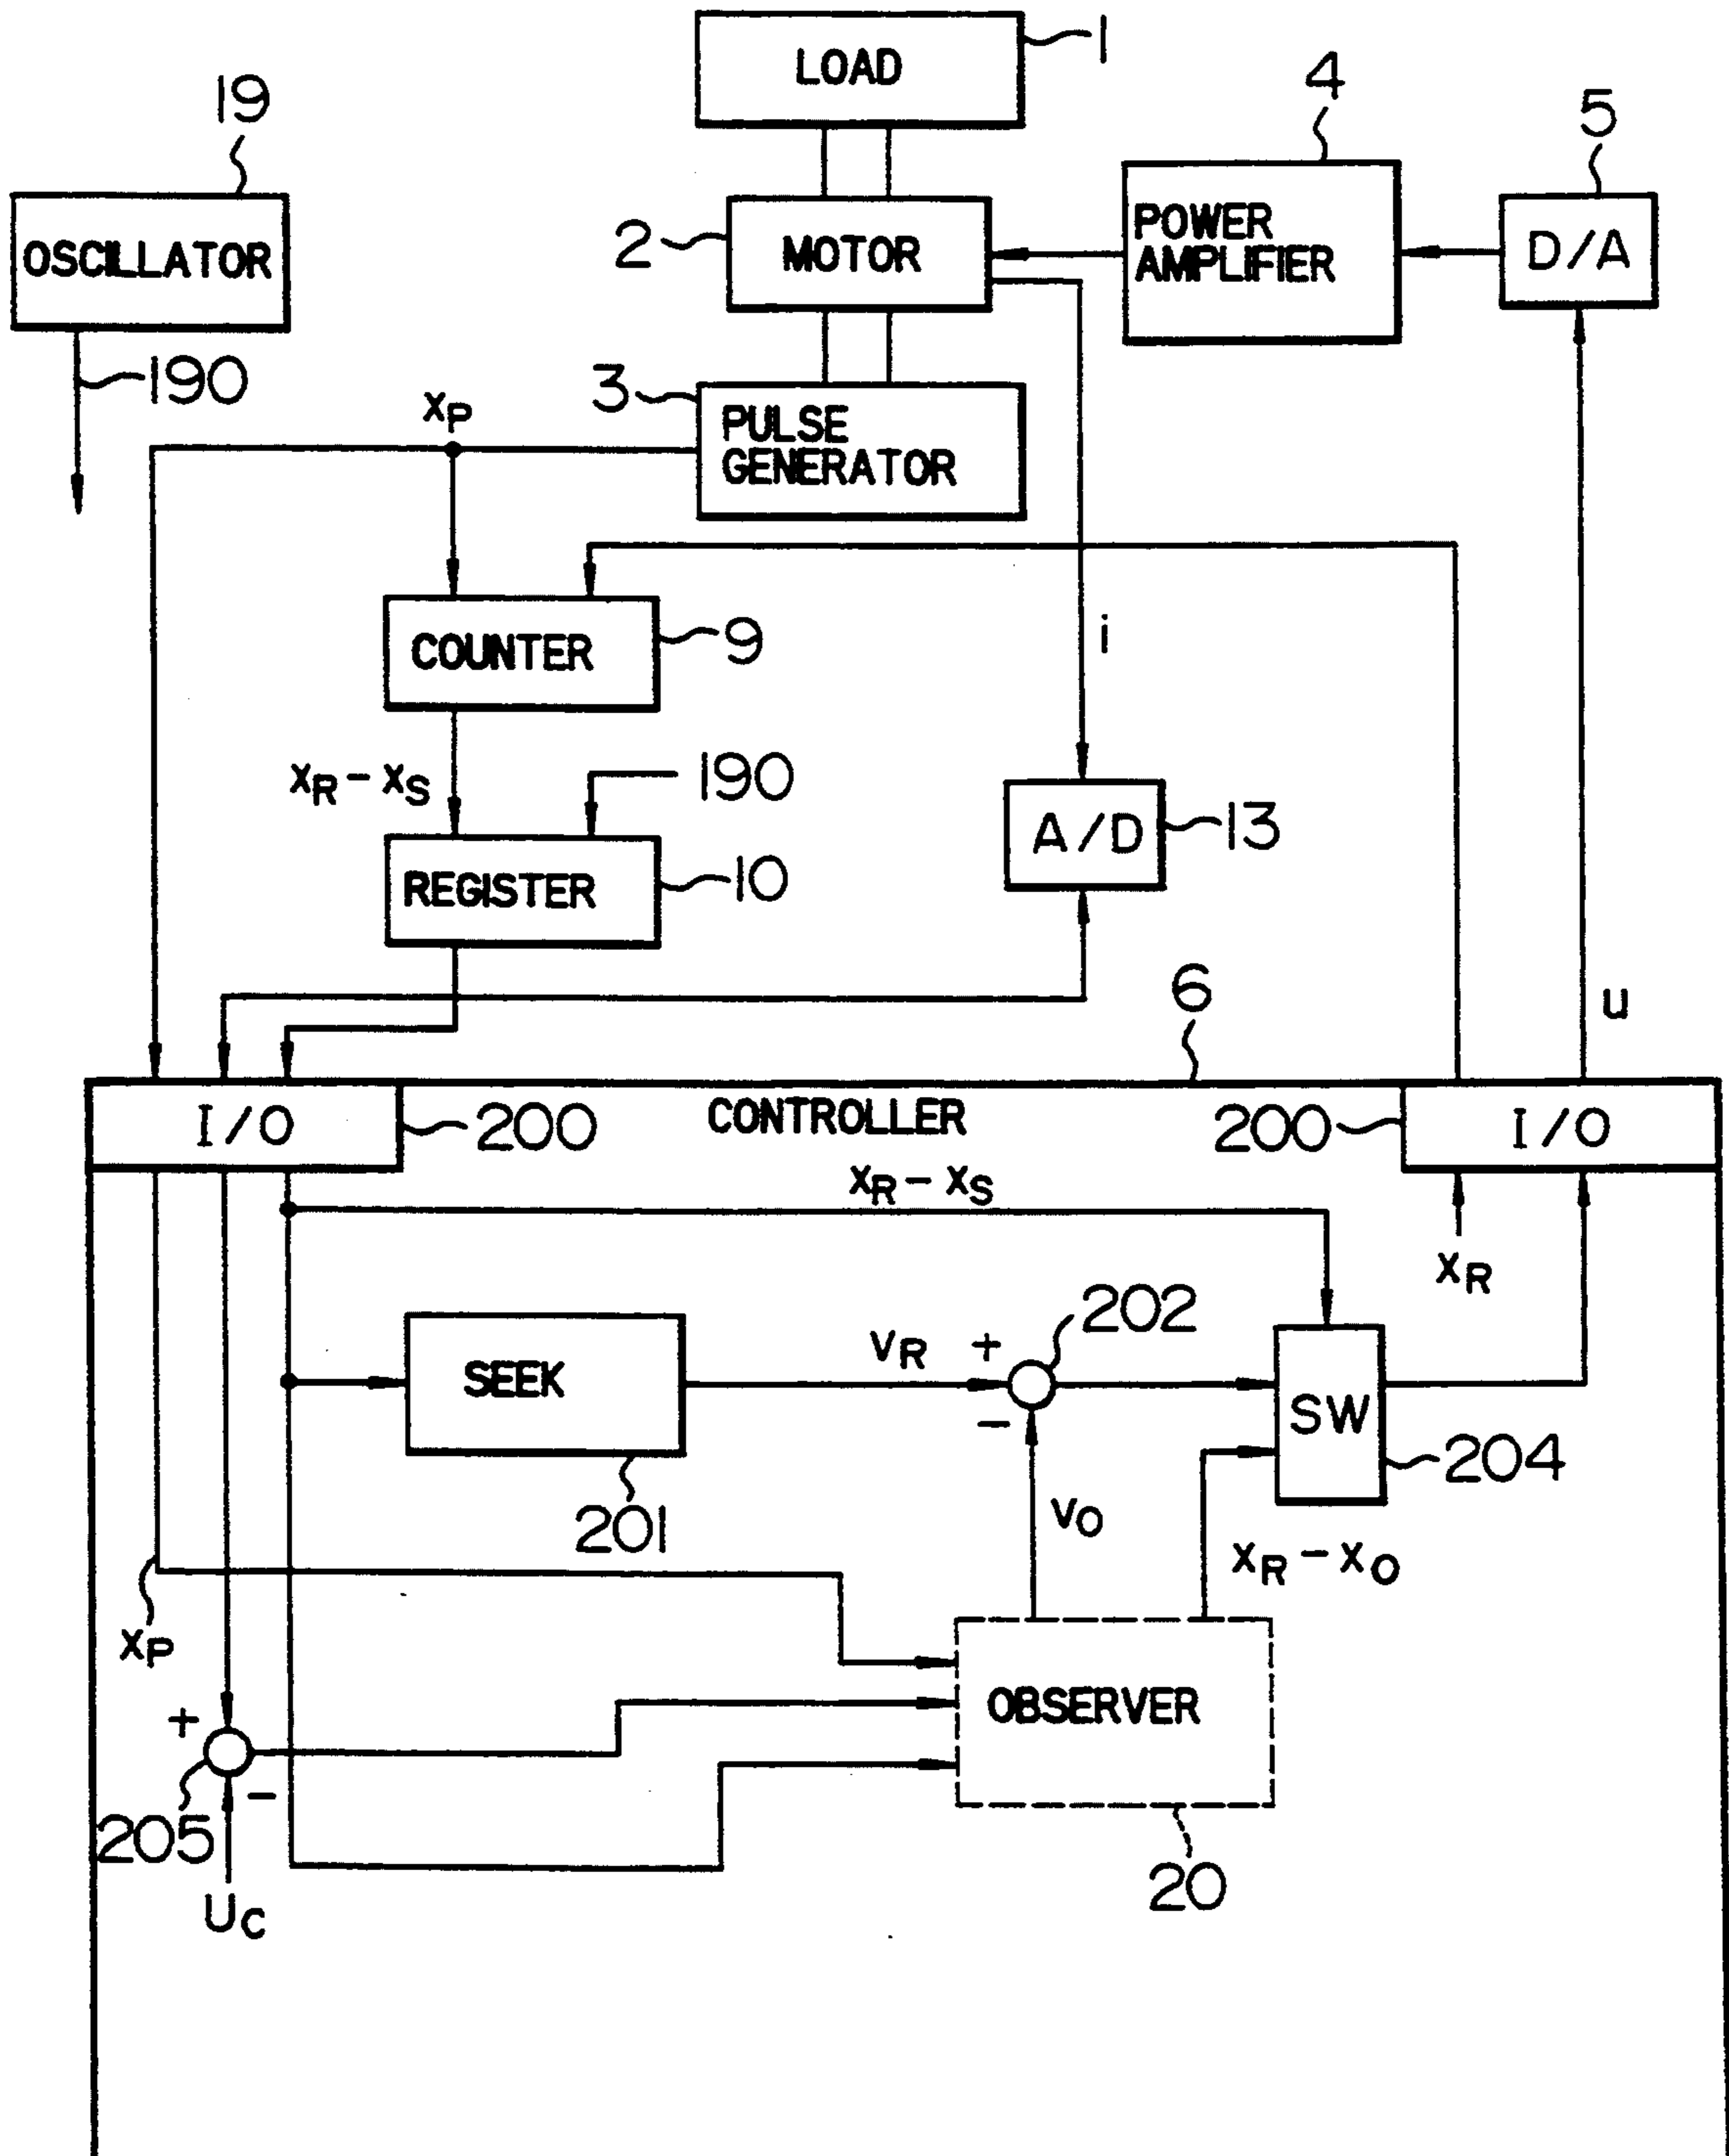 1
LOAD
19
4
5
OSCILLATOR
2
MOTOR
POWER
AMPLIFIER
D/A
190
3
PULSE
GENERATOR
xP
COUNTER
9
i
xR - xS
190
A/D
13
REGISTER
10
6
u
I/O
200
CONTROLLER
200
I/O
xR - xS
xR
202
SEEK
vR
+
-
SW
204
201
vO
xR - xO
xP
OBSERVER
+
-
205
20
Uc